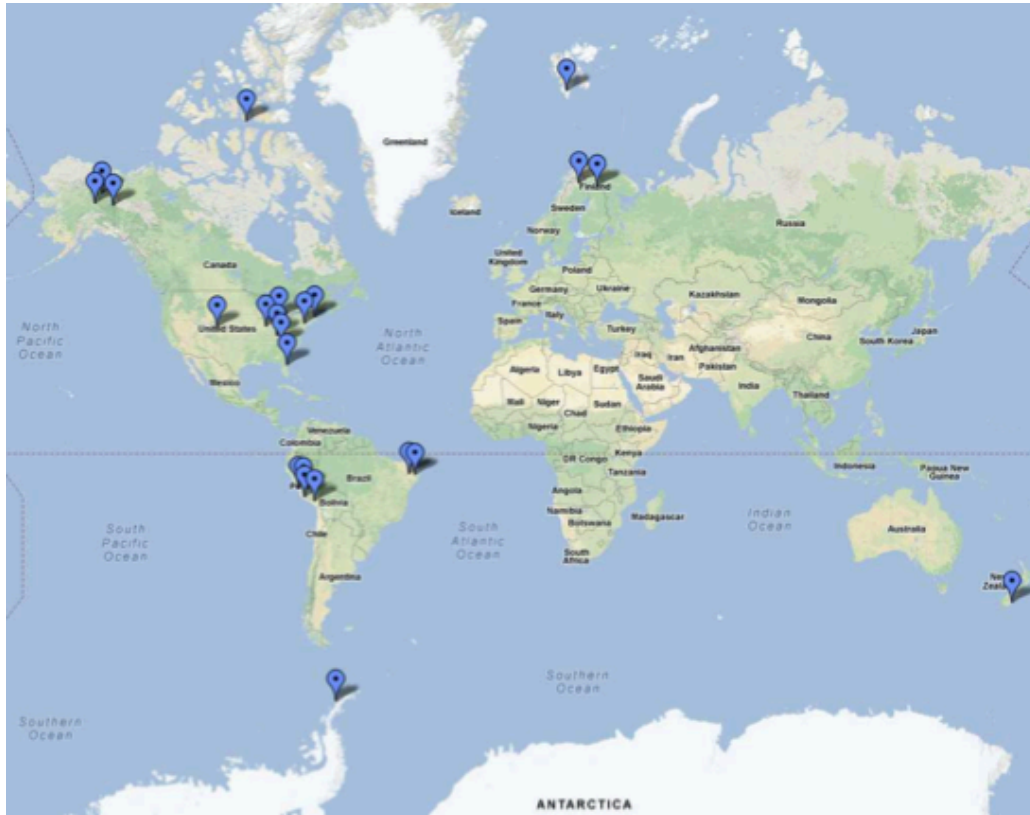 Greenland
Iceland
Finland
Sweden
Norway
Russia
United
Kingdom
Canada
Poland
Germany
Ukraine
Kazakhstan
Mongolia
France
Italy
North
Pacific
Ocean
United States
North
Atlantic
Ocean
Spain
Turkey
Japan
China
South Korea
Iraq
Iran
Afghanistan
Pakistan
Mexico
Algeria
Libya
Egypt
Saudi
Arabia
India
Thailand
Mali
Niger
Chad
Sudan
Venezuela
Nigeria
Ethiopia
Colombia
DR Congo
Kenya
Indonesia
Papua New
Guinea
Tanzania
Brazil
Bolivia
Angola
Namibia
Botswana
Madagascar
Indian
Ocean
South
Pacific
Ocean
Chile
South
Atlantic
Ocean
Australia
South
Africa
Argentina
Southern
Ocean
Southern
Ocean
ANTARCTICA